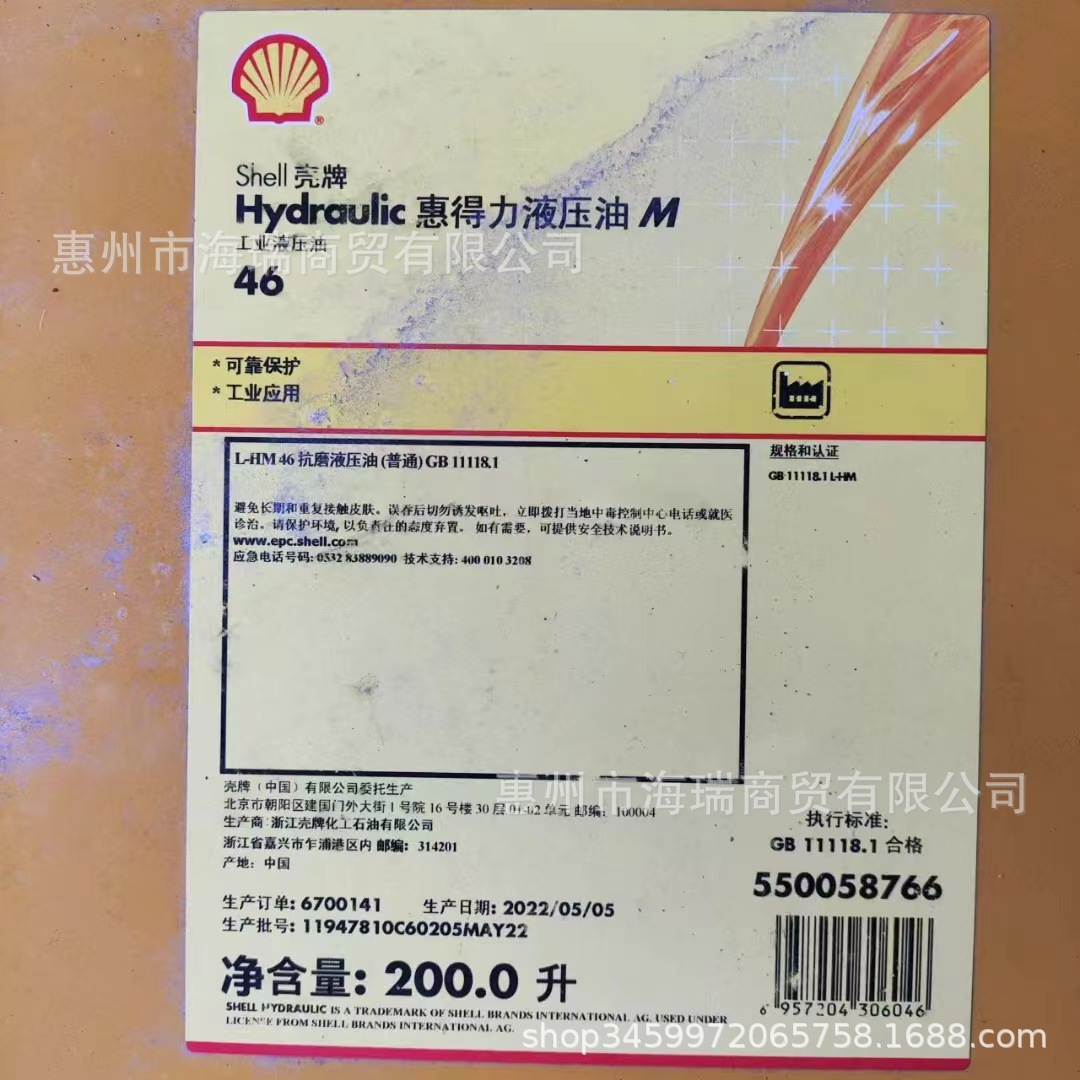 Shell 壳牌
Hydraulic 惠得力液压油 M
工业液压油
惠州市海瑞商贸有限公司
46
* 可靠保护
* 工业应用
L-HM 46 抗磨液压油 (普通) GB 11118.1
规格和认证
GB 11118.1 L-HM
避免长期和重复接触皮肤。误吞后切勿诱发呕吐，立即拨打当地中毒控制中心电话或就医
诊治。请保护环境, 以负责任的态度弃置。 如有需要，可提供安全技术说明书。
www.epc.shell.com
应急电话号码: 0532 83889090 技术支持: 400 010 3208
壳牌（中国）有限公司委托生产
惠州市海瑞商贸有限公司
北京市朝阳区建国门外大街 1 号院 16 号楼 30 层 01-02 单元 邮编：100004
生产商: 浙江壳牌化工石油有限公司
浙江省嘉兴市乍浦港区内 邮编：314201
产地：中国
执行标准:
GB 11118.1 合格
550058766
生产订单: 6700141 生产日期: 2022/05/05
生产批号: 11947810C60205MAY22
净含量: 200.0 升
6 957204 306046
SHELL HYDRAULIC IS A TRADEMARK OF SHELL BRANDS INTERNATIONAL AG. USED UNDER
LICENSE FROM SHELL BRANDS INTERNATIONAL AG.
shop3459972065758.1688.com